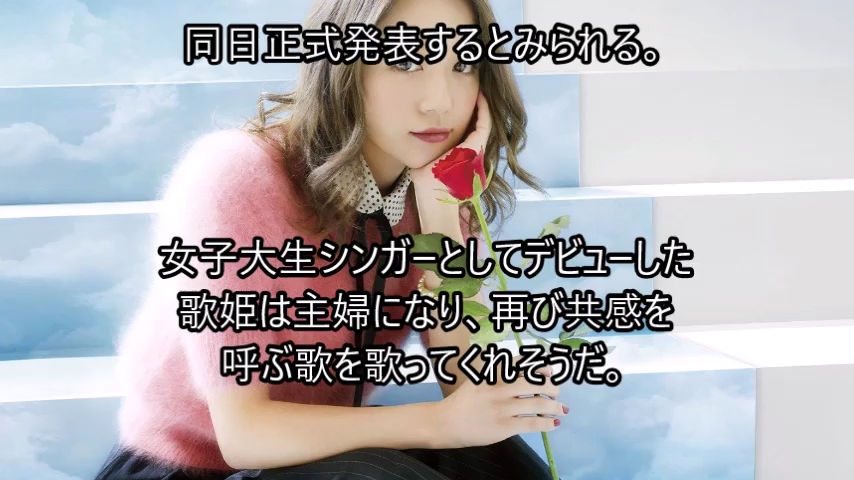 同日正式発表するとみられる。
女子大生シンガーとしてデビューした
歌姫は主婦になり、再び共感を
呼ぶ歌を歌ってくれそうだ。